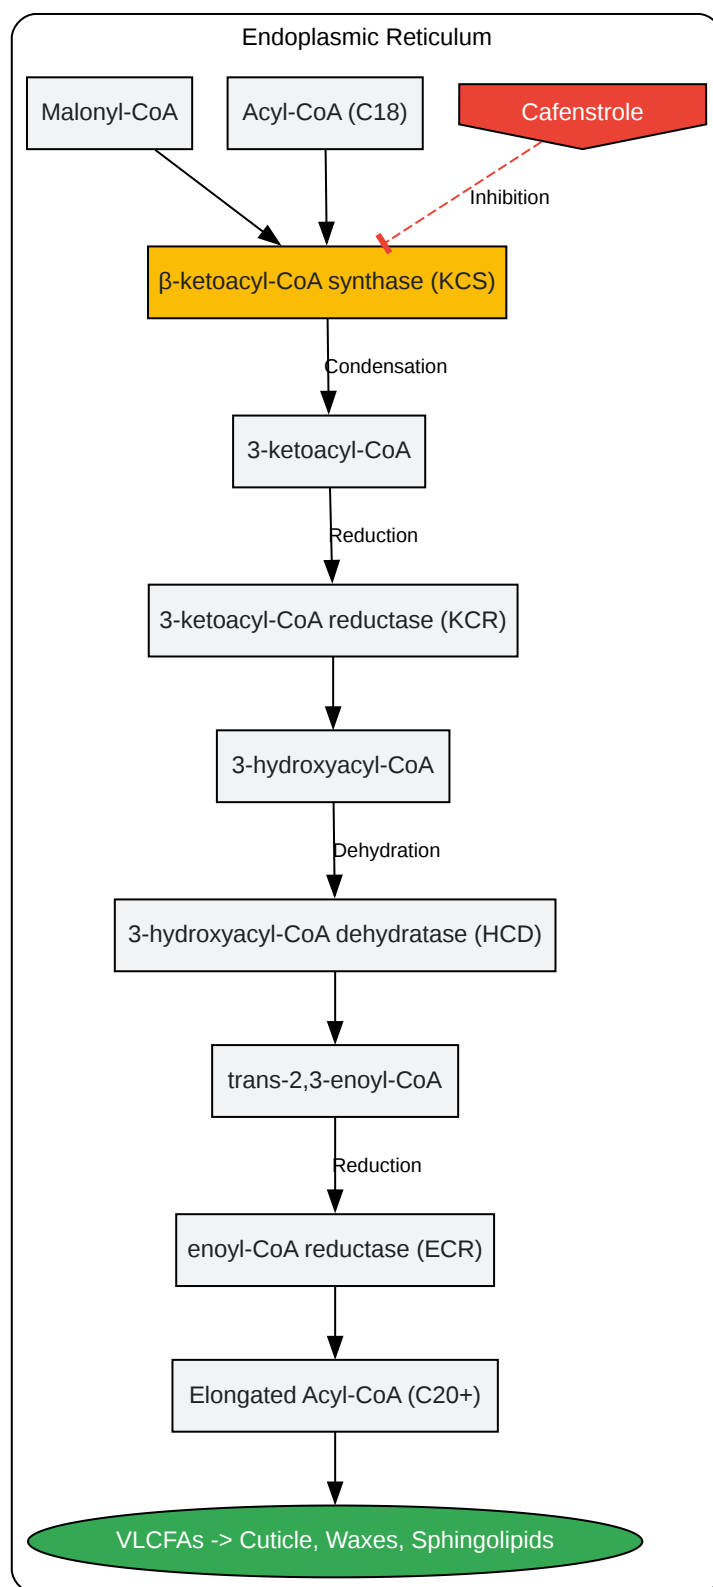 Endoplasmic Reticulum
Malonyl-CoA
Acyl-CoA (C18)
Cafenstrole
Inhibition
β-ketoacyl-CoA synthase (KCS)
Condensation
3-ketoacyl-CoA
Reduction
3-ketoacyl-CoA reductase (KCR)
3-hydroxyacyl-CoA
Dehydration
3-hydroxyacyl-CoA dehydratase (HCD)
trans-2,3-enoyl-CoA
Reduction
enoyl-CoA reductase (ECR)
Elongated Acyl-CoA (C20+)
VLCFAs -> Cuticle, Waxes, Sphingolipids